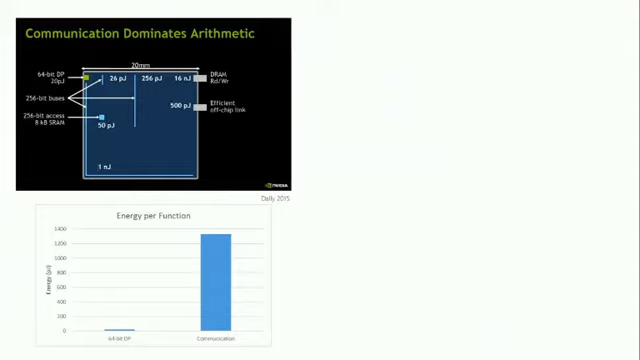 Communication Dominates Arithmetic
20mm
64-bit DP
20pJ
26 pJ
256 pJ
16 nJ
DRAM
Rd/Wr
256-bit buses
500 pJ
Efficient
off-chip link
256-bit access
8 kB SRAM
50 pJ
1 nJ
NVIDIA
Dally 2015
Energy per Function
Energy (pJ)
1400
1200
1000
800
600
400
200
0
64-bit DP
Communication